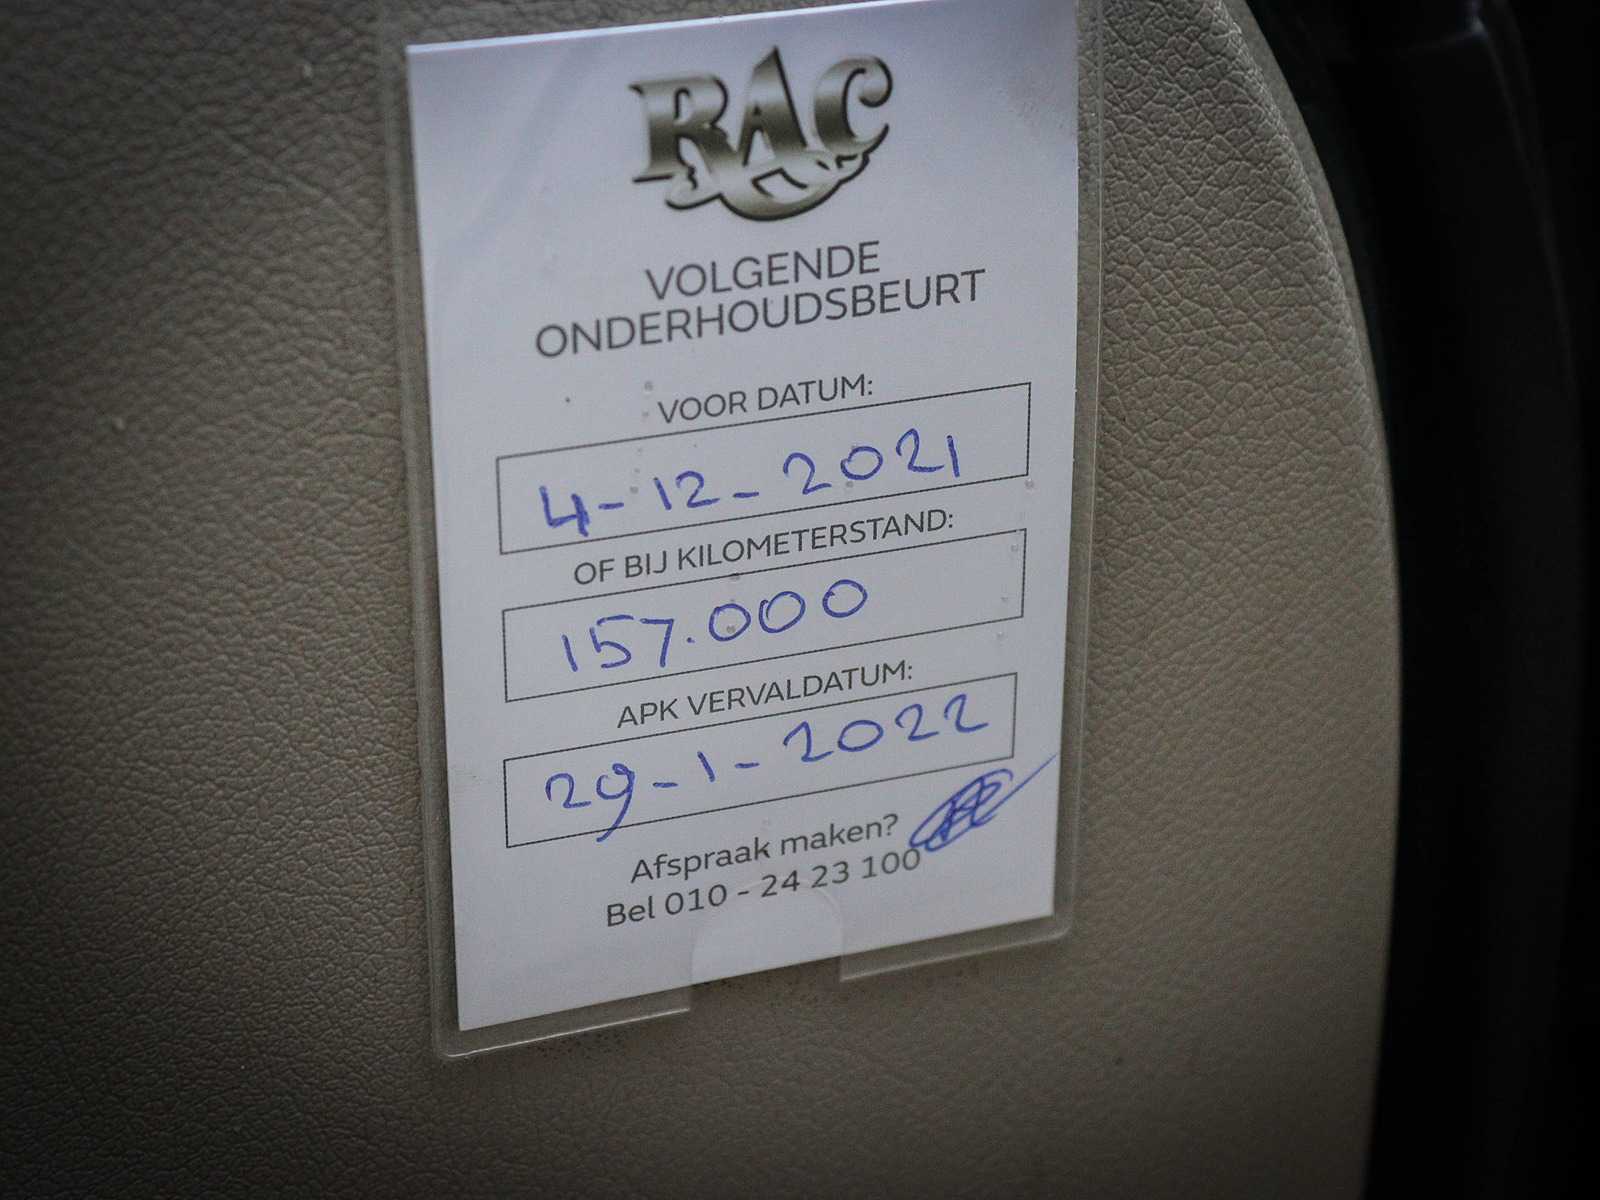 RAC
VOLGENDE
ONDERHOUDSBEURT
VOOR DATUM:
4-12-2021
OF BIJ KILOMETERSTAND:
157.000
APK VERVALDATUM:
29-1-2022
Afspraak maken?
Bel 010 - 24 23 100